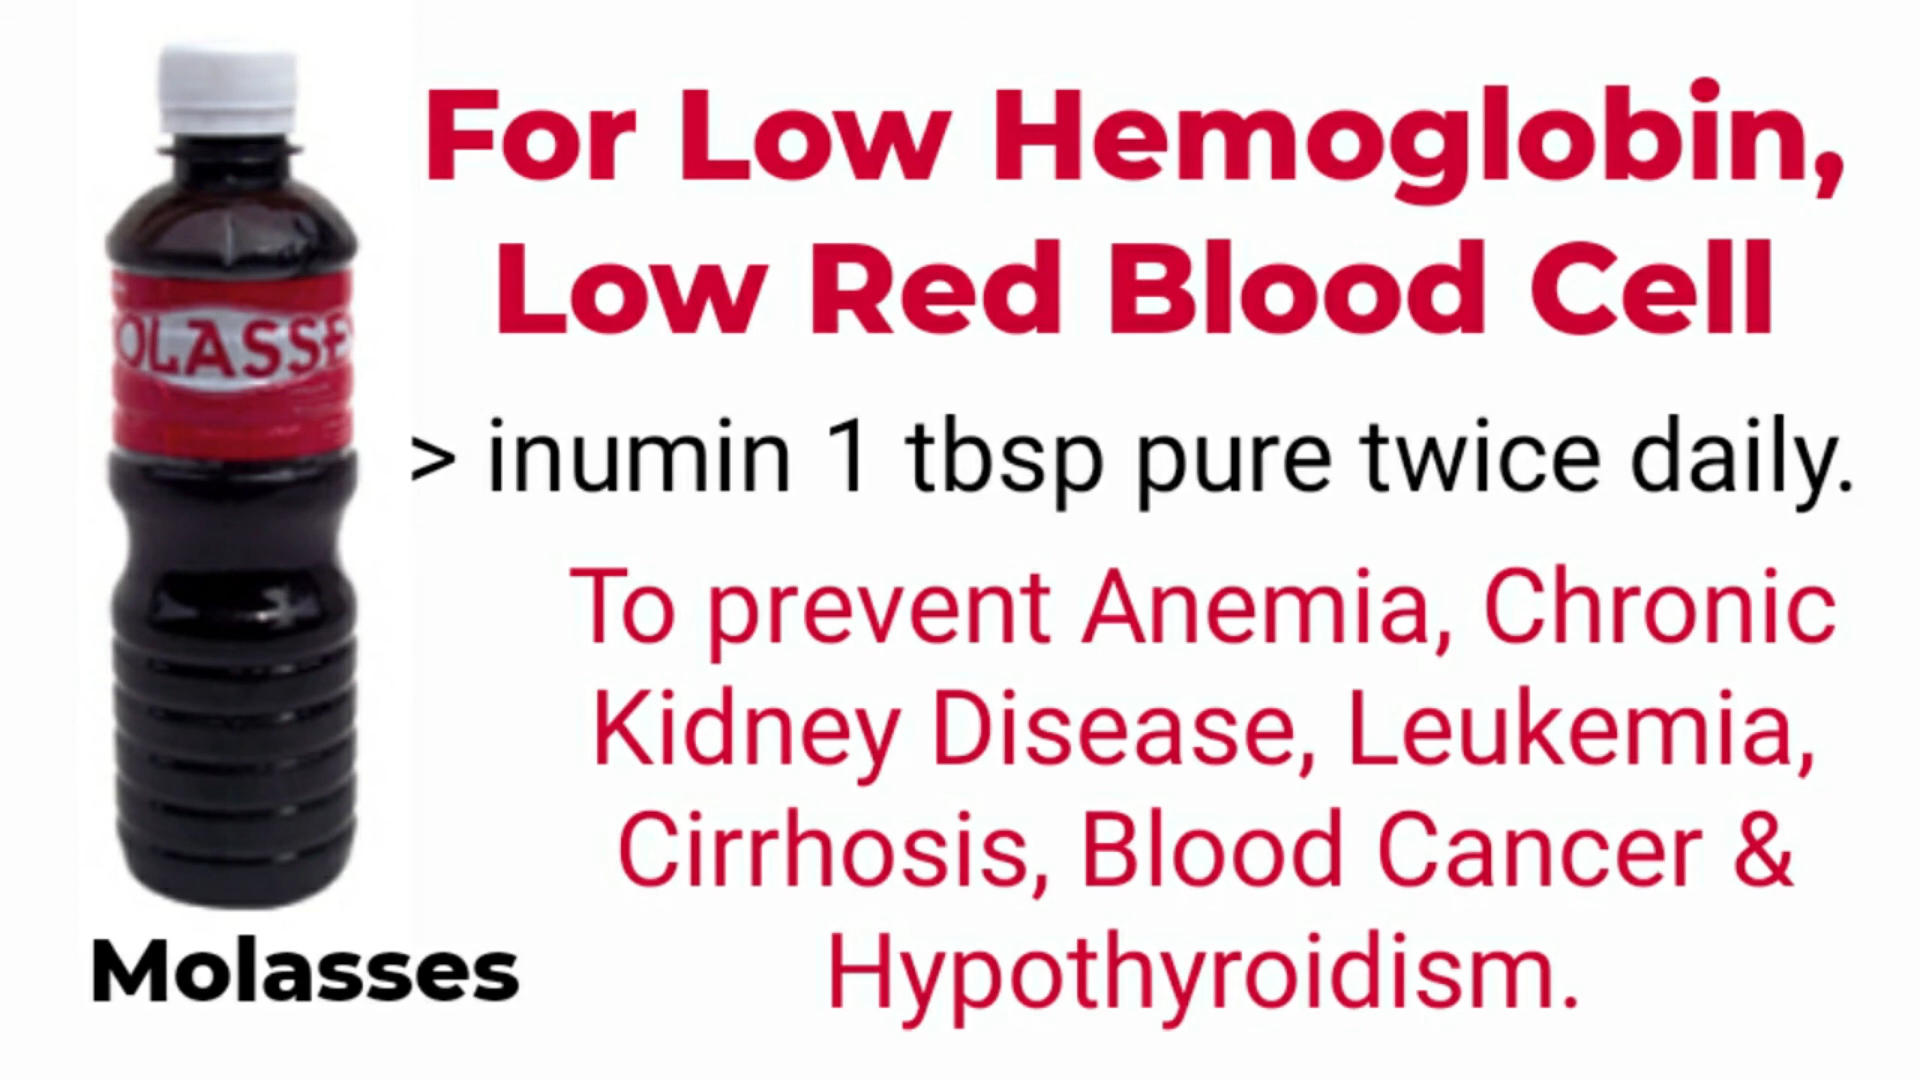 For Low Hemoglobin,
Low Red Blood Cell
OLASSE
> inumin 1 tbsp pure twice daily.
To prevent Anemia, Chronic
Kidney Disease, Leukemia,
Cirrhosis, Blood Cancer &
Hypothyroidism.
Molasses